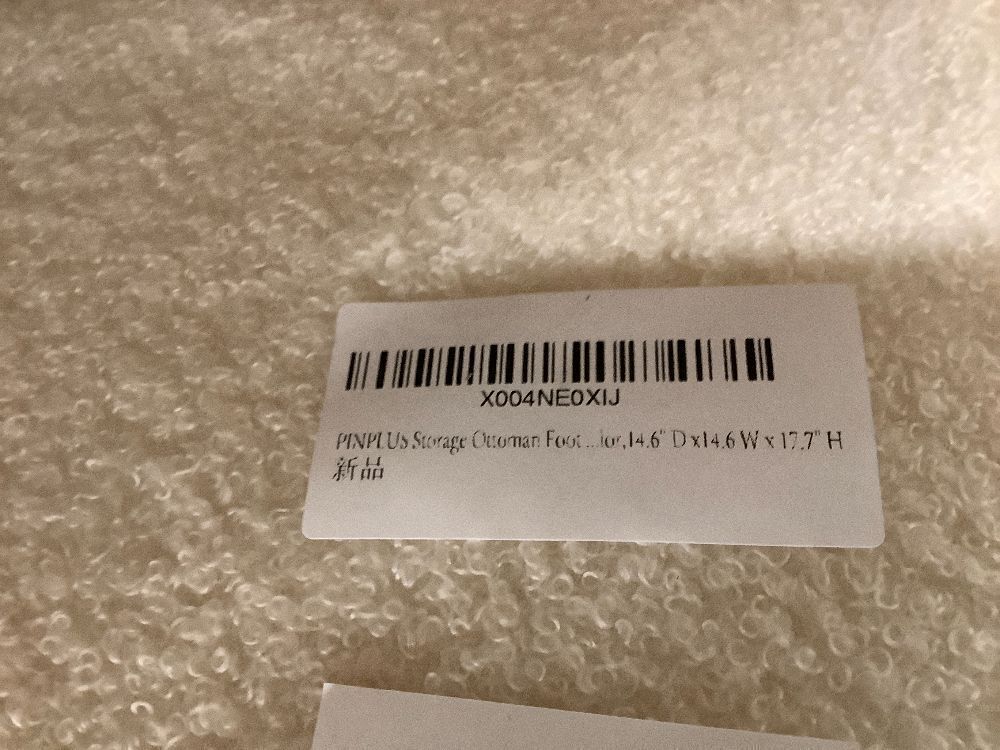 X004NE0XIJ
PINPLUS Storage Ottoman Foot...lor,14.6" D x14.6 W x 17.7" H
新品